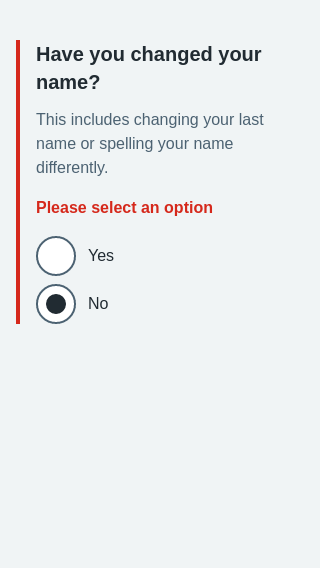 Have you changed your
name?
This includes changing your last
name or spelling your name
differently.
Please select an option
Yes
No